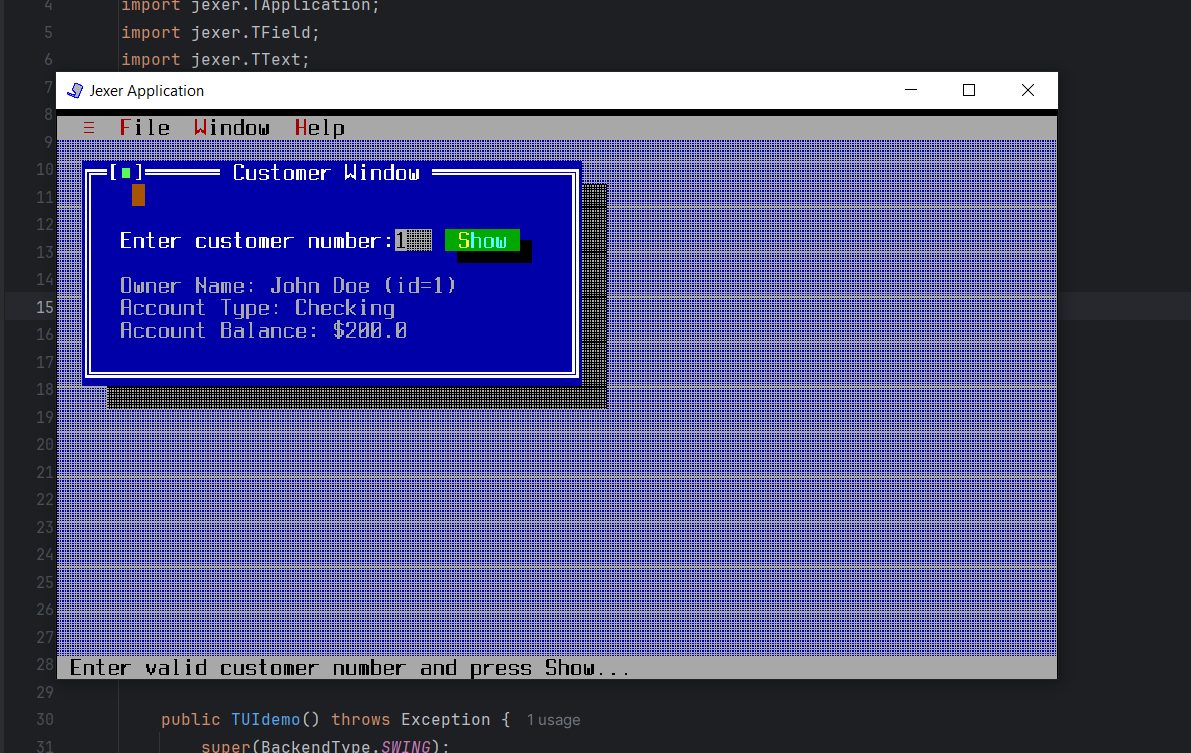 4 import jexer.TApplication;
5 import jexer.TField;
6 import jexer.TText;
7
Jexer Application
8
≡ File Window Help
9
10 [■] Customer Window
11
12
Enter customer number:1 Show
13
14 Owner Name: John Doe (id=1)
15 Account Type: Checking
16 Account Balance: $200.0
17
18
19
20
21
22
23
24
25
26
27
28 Enter valid customer number and press Show...
29
30 public TUIdemo() throws Exception { 1 usage
31 super(BackendType.SWING);